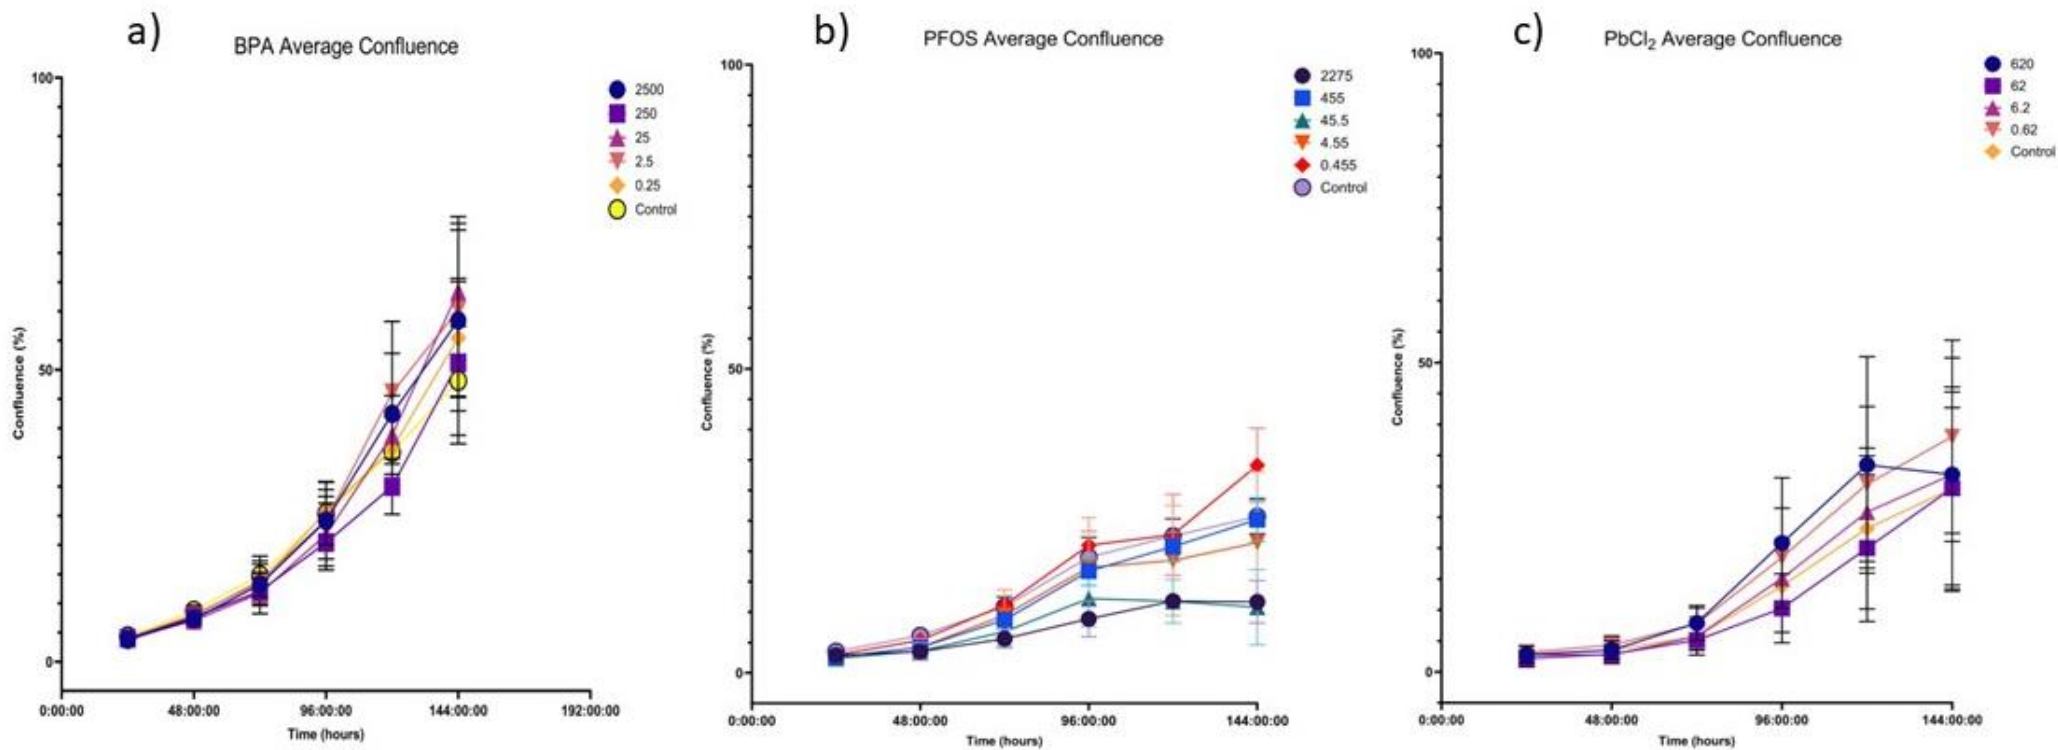 a)
BPA Average Confluence
100
50
0
Confluence (%)
0:00:00
48:00:00
96:00:00
144:00:00
192:00:00
Time (hours)
2500
250
25
2.5
0.25
Control
b)
PFOS Average Confluence
100
50
0
Confluence (%)
0:00:00
48:00:00
96:00:00
144:00:00
Time (hours)
2275
455
45.5
4.55
0.455
Control
c)
PbCl₂ Average Confluence
100
50
0
Confluence (%)
0:00:00
48:00:00
96:00:00
144:00:00
Time (hours)
620
62
6.2
0.62
Control